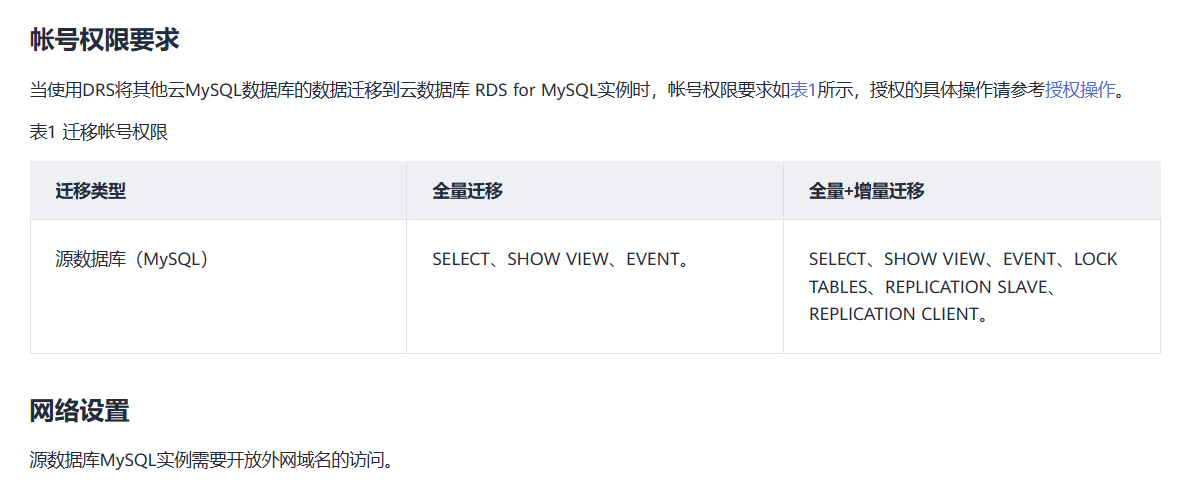 帐号权限要求
当使用DRS将其他云MySQL数据库的数据迁移到云数据库 RDS for MySQL实例时，帐号权限要求如表1所示，授权的具体操作请参考授权操作。
表1 迁移帐号权限
迁移类型
全量迁移
全量+增量迁移
源数据库（MySQL）
SELECT、SHOW VIEW、EVENT。
SELECT、SHOW VIEW、EVENT、LOCK
TABLES、REPLICATION SLAVE、
REPLICATION CLIENT。
网络设置
源数据库MySQL实例需要开放外网域名的访问。